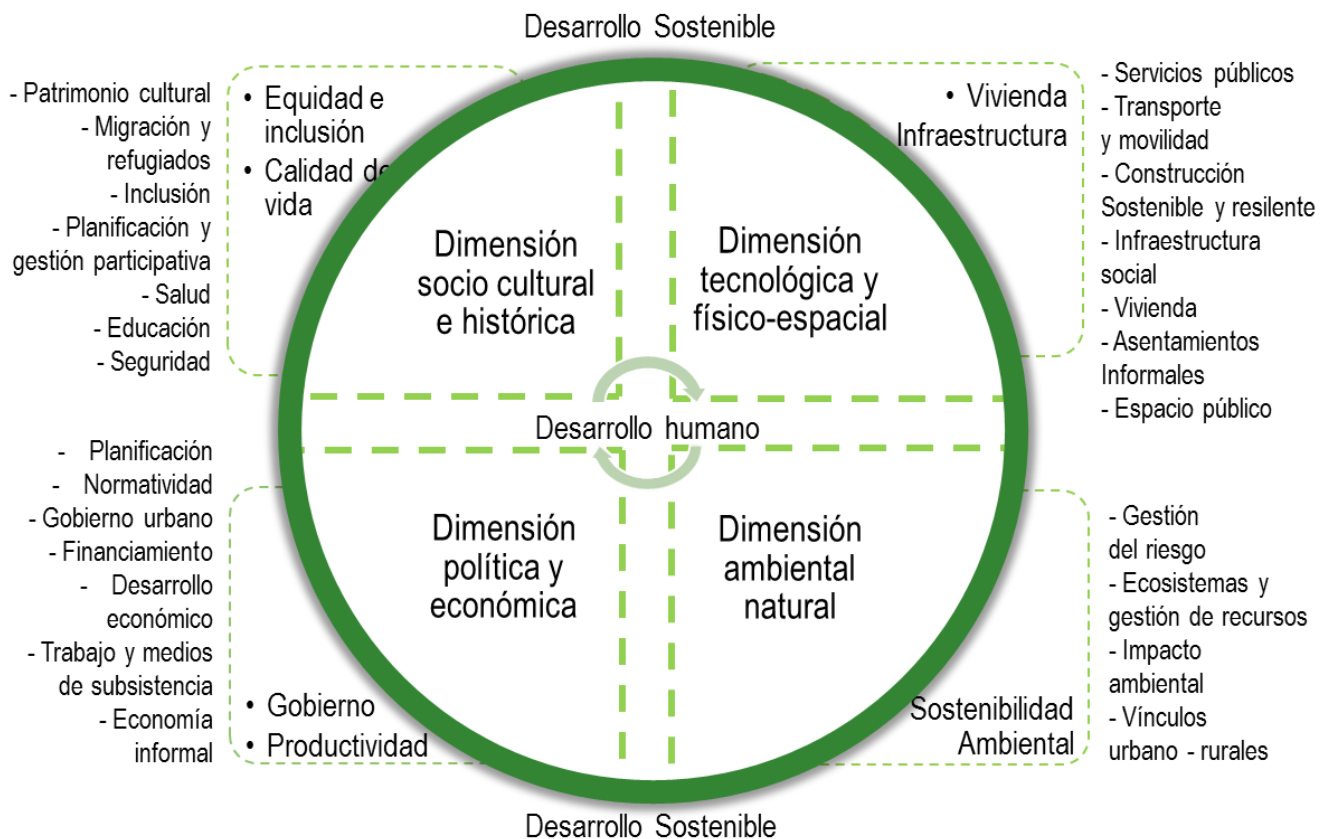 Desarrollo Sostenible
- Patrimonio cultural
- Migración y
refugiados
- Inclusión
- Planificación y
gestión participativa
- Salud
- Educación
- Seguridad
• Equidad e
inclusión
• Calidad de
vida
Dimensión
socio cultural
e histórica
Dimensión
tecnológica y
físico-espacial
• Vivienda
Infraestructura
- Servicios públicos
- Transporte
y movilidad
- Construcción
Sostenible y resilente
- Infraestructura
social
- Vivienda
- Asentamientos
Informales
- Espacio público
Desarrollo humano
- Planificación
- Normatividad
- Gobierno urbano
- Financiamiento
- Desarrollo
económico
- Trabajo y medios
de subsistencia
- Economía
informal
• Gobierno
• Productividad
Dimensión
política y
económica
Dimensión
ambiental
natural
Sostenibilidad
Ambiental
- Gestión
del riesgo
- Ecosistemas y
gestión de recursos
- Impacto
ambiental
- Vínculos
urbano - rurales
Desarrollo Sostenible